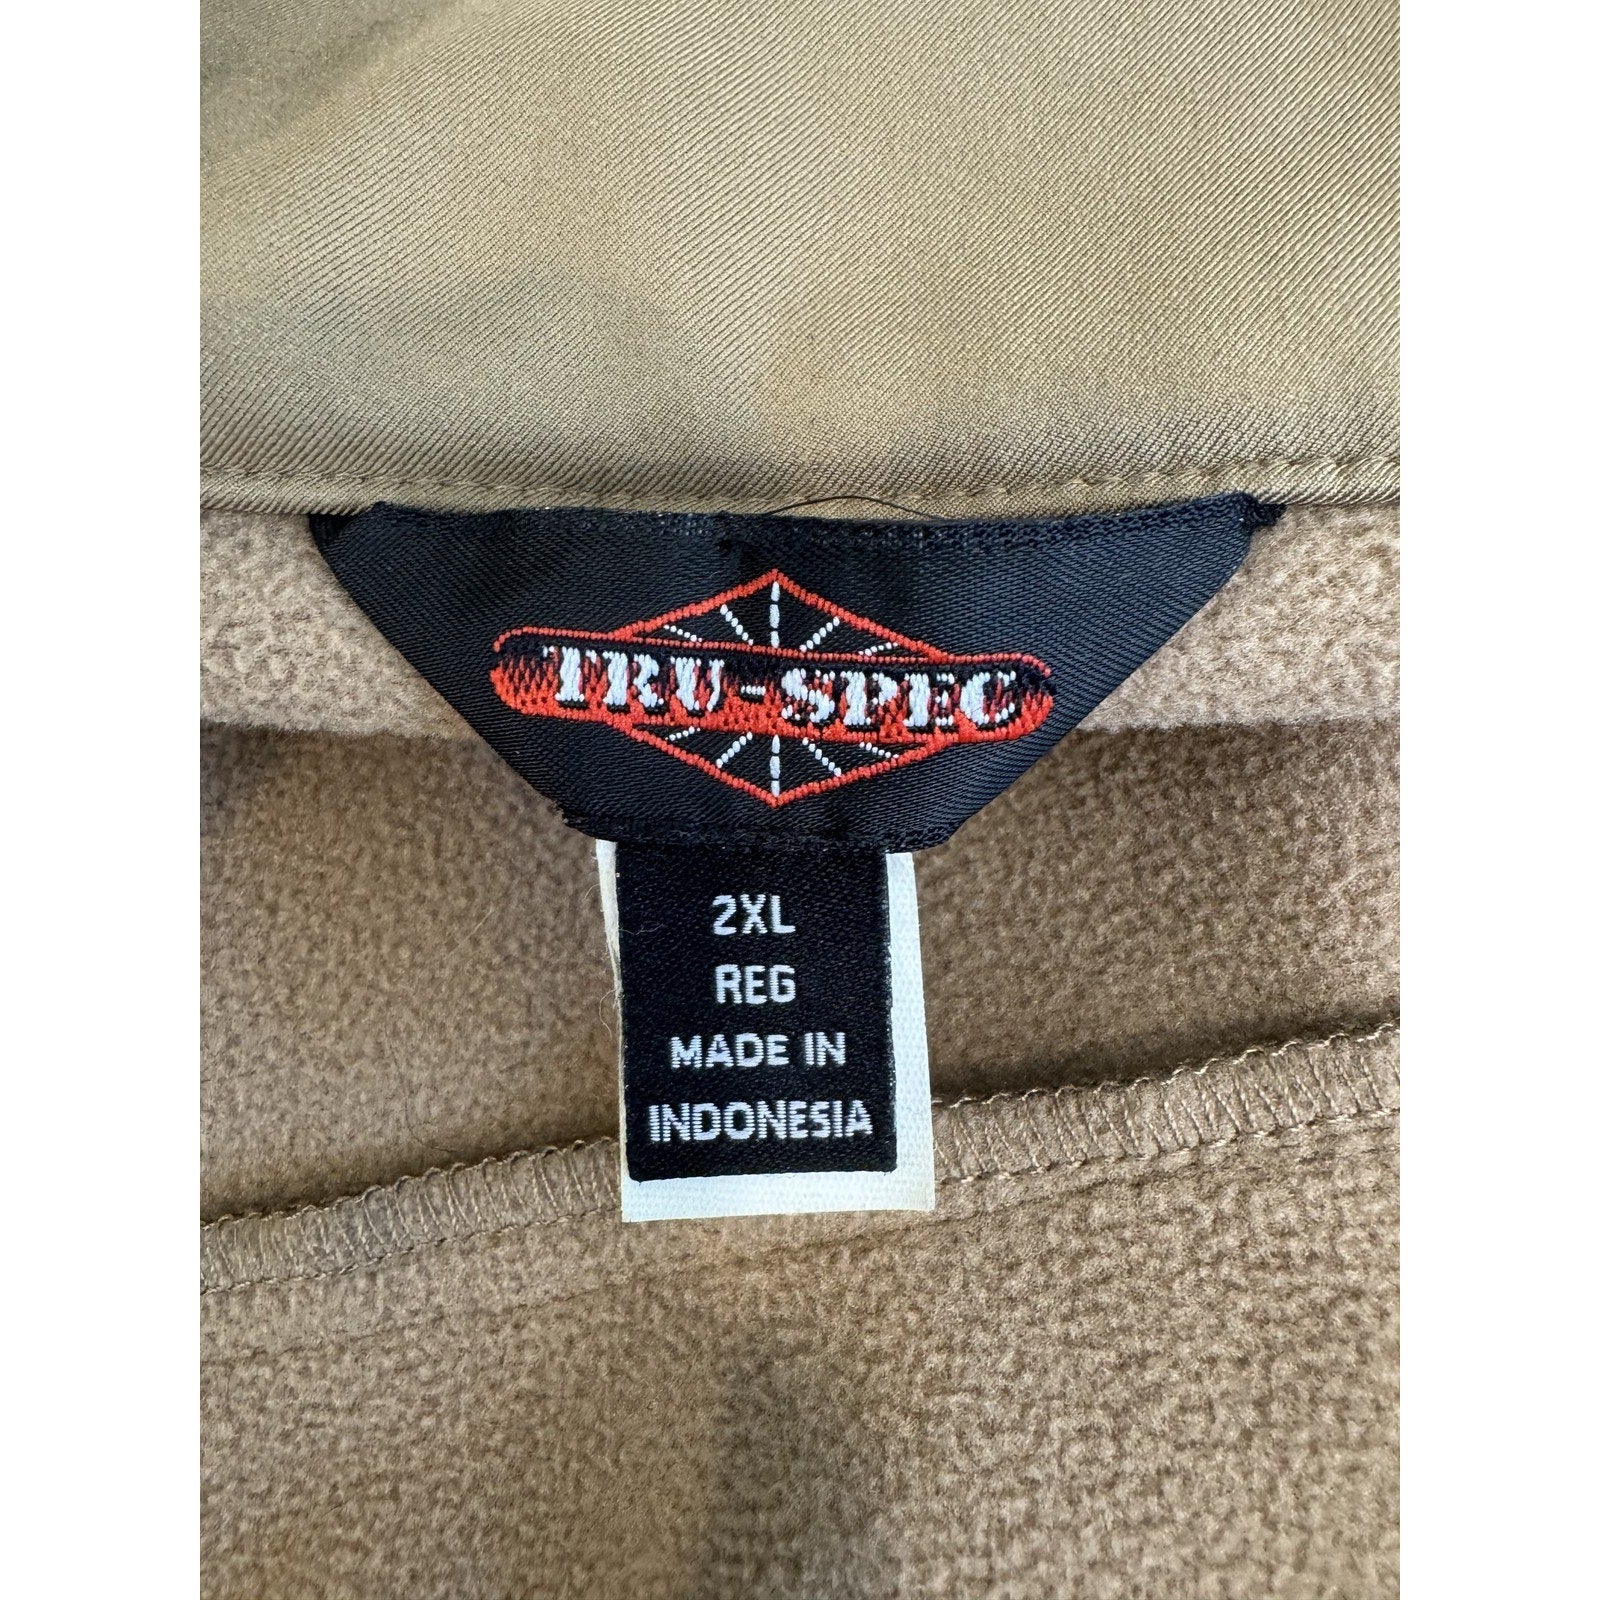 TRU-SPEC
2XL
REG
MADE IN
INDONESIA